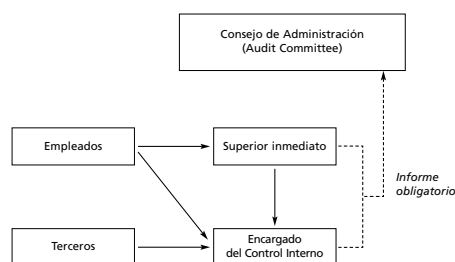 Consejo de Administración
(Audit Committee)
Empleados
Superior inmediato
Informe
obligatorio
Terceros
Encargado
del Control Interno